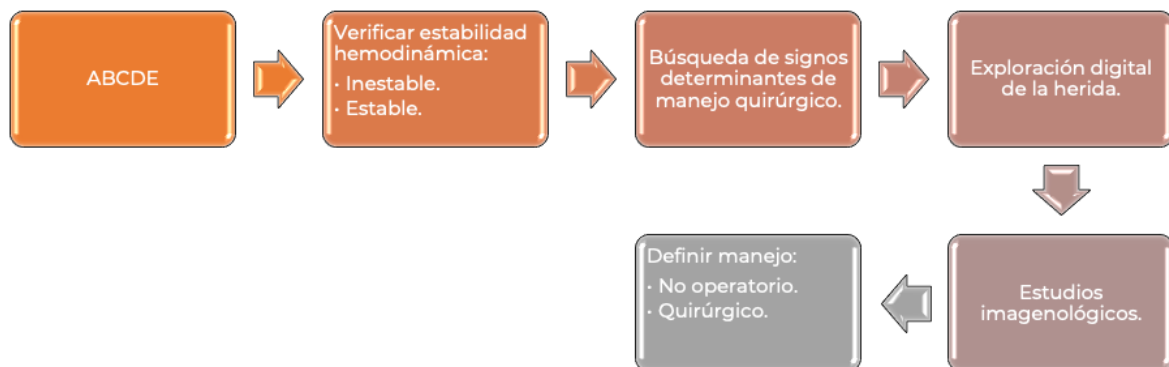 ABCDE
Verificar estabilidad
hemodinámica:
• Inestable.
• Estable.
Búsqueda de signos
determinantes de
manejo quirúrgico.
Exploración digital
de la herida.
Estudios
imagenológicos.
Definir manejo:
• No operatorio.
• Quirúrgico.